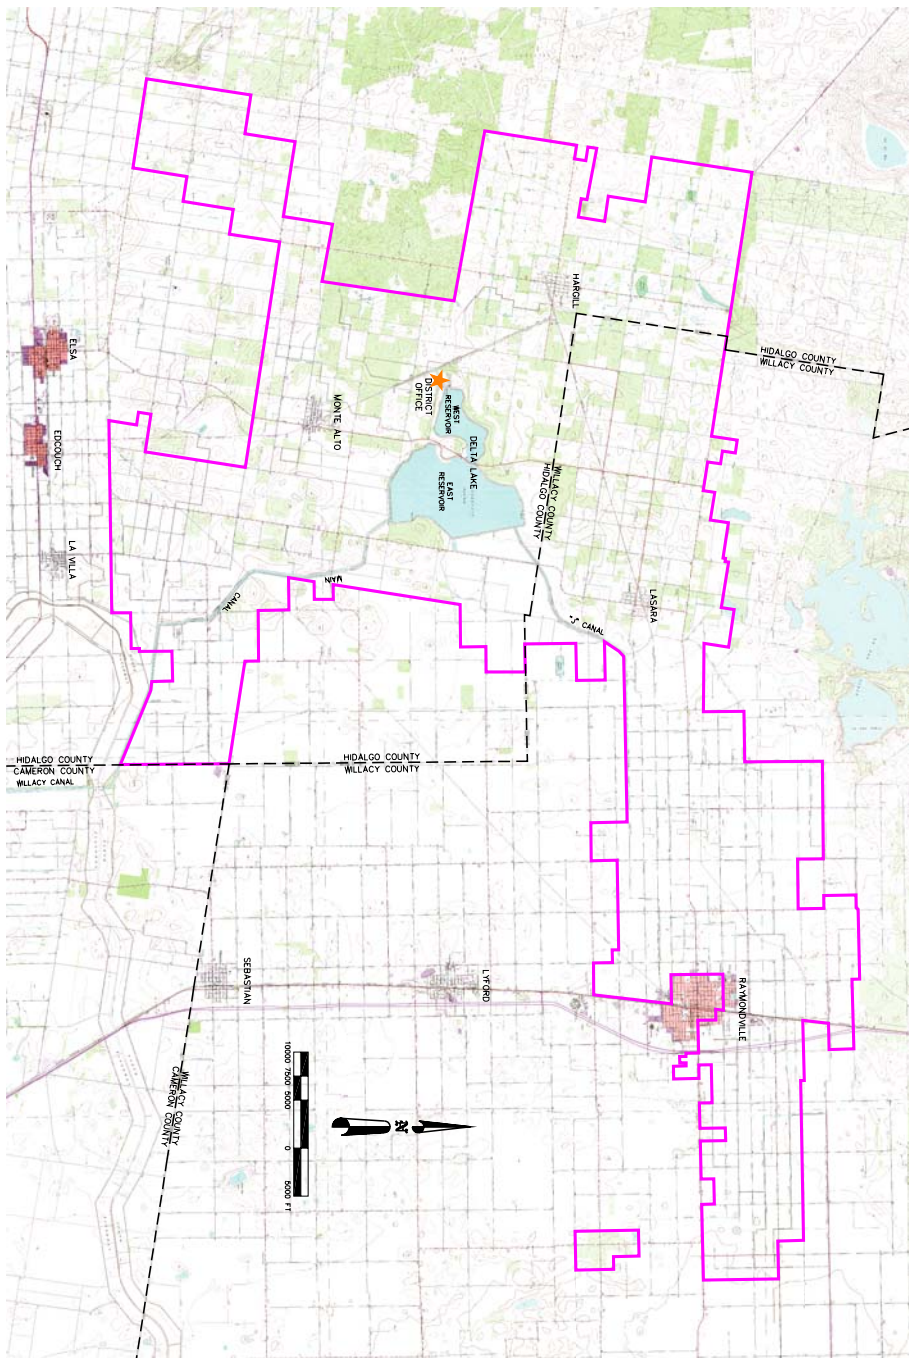 HARGILL
HIDALGO COUNTY
WILLACY COUNTY
ELSA
EDCOUCH
MONTE ALTO
DISTRICT
OFFICE
WEST
RESERVOIR
DELTA LAKE
EAST
RESERVOIR
WILLACY COUNTY
HIDALGO COUNTY
LA VILLA
MAIN
CANAL
LASARA
"S" CANAL
HIDALGO COUNTY
CAMERON COUNTY
WILLACY CANAL
HIDALGO COUNTY
WILLACY COUNTY
SEBASTIAN
LYFORD
RAYMONDVILLE
WILLACY COUNTY
CAMERON COUNTY
10000 7500 5000 0 5000 FT
N